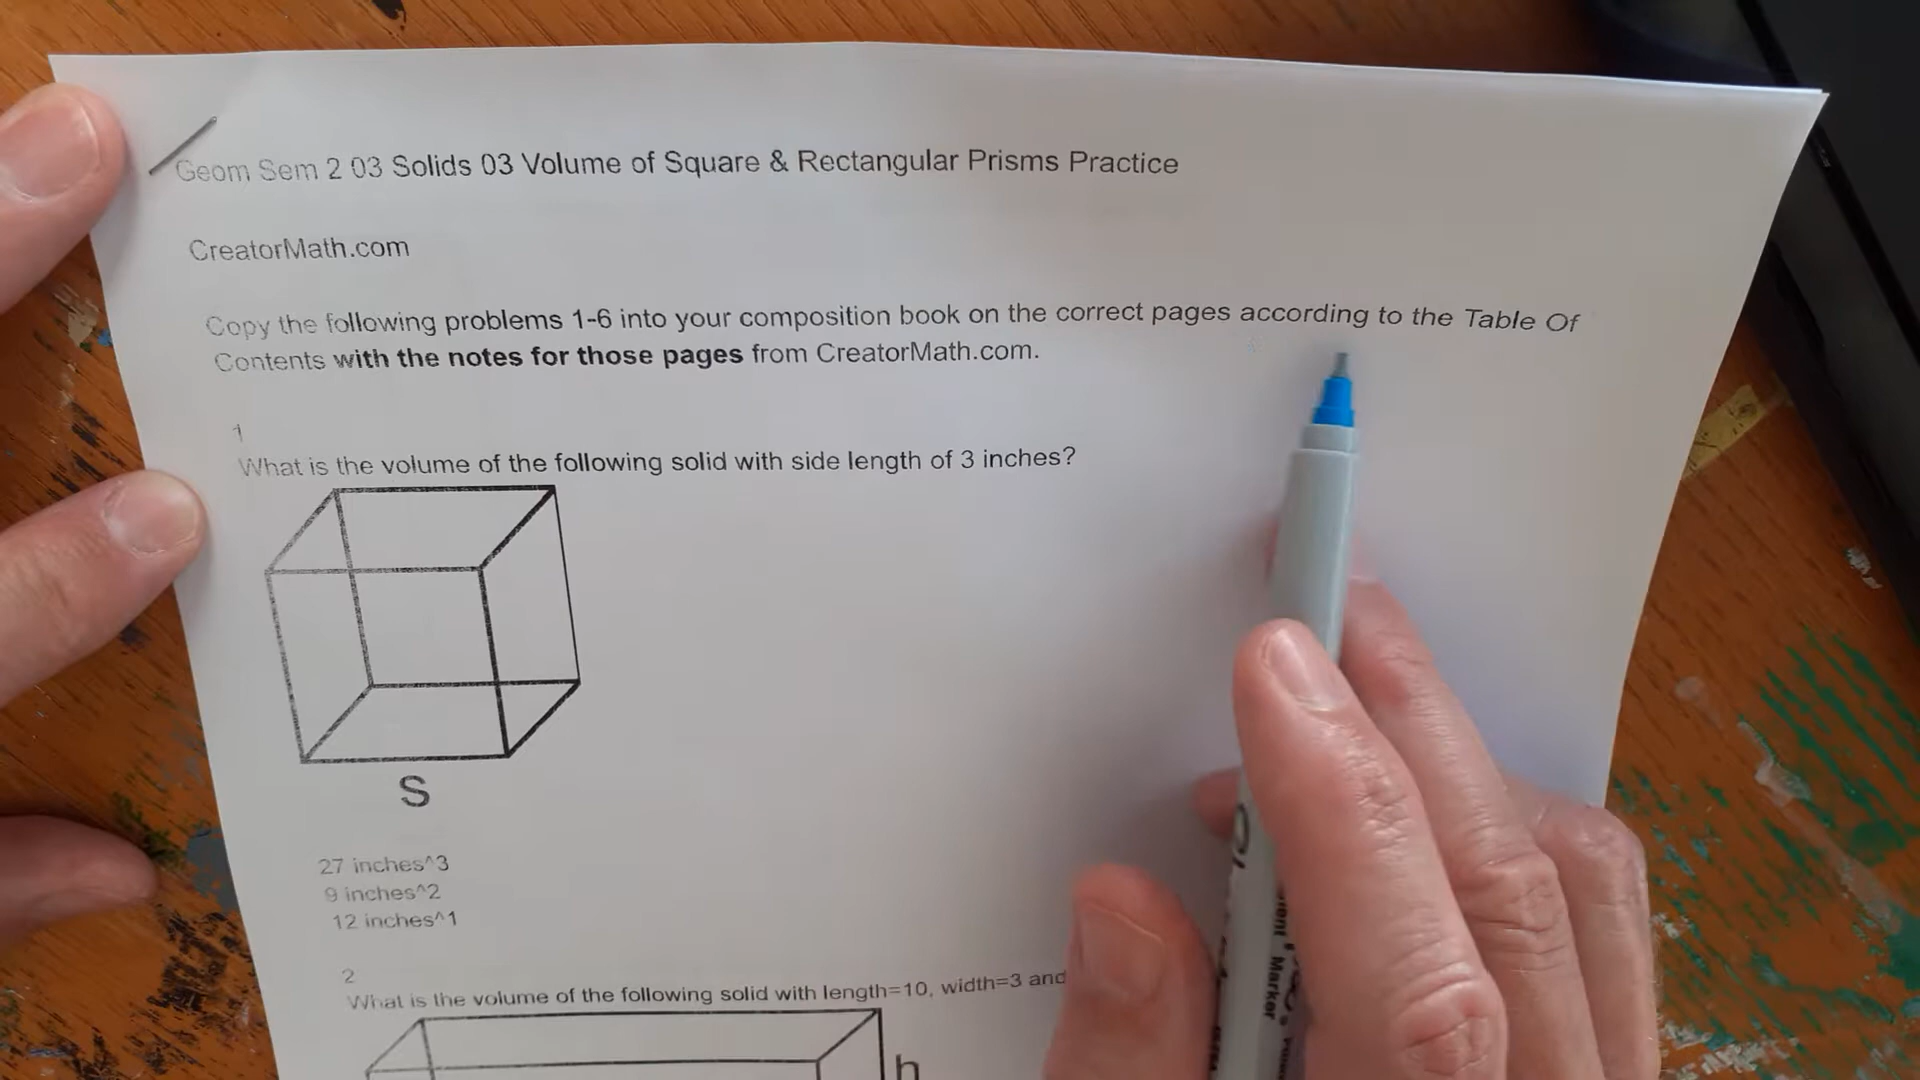 Geom Sem 2 03 Solids 03 Volume of Square & Rectangular Prisms Practice
CreatorMath.com
Copy the following problems 1-6 into your composition book on the correct pages according to the Table Of
Contents with the notes for those pages from CreatorMath.com.
1
What is the volume of the following solid with side length of 3 inches?
S
27 inches^3
9 inches^2
12 inches^1
2
What is the volume of the following solid with length=10, width=3 and
h
Marker